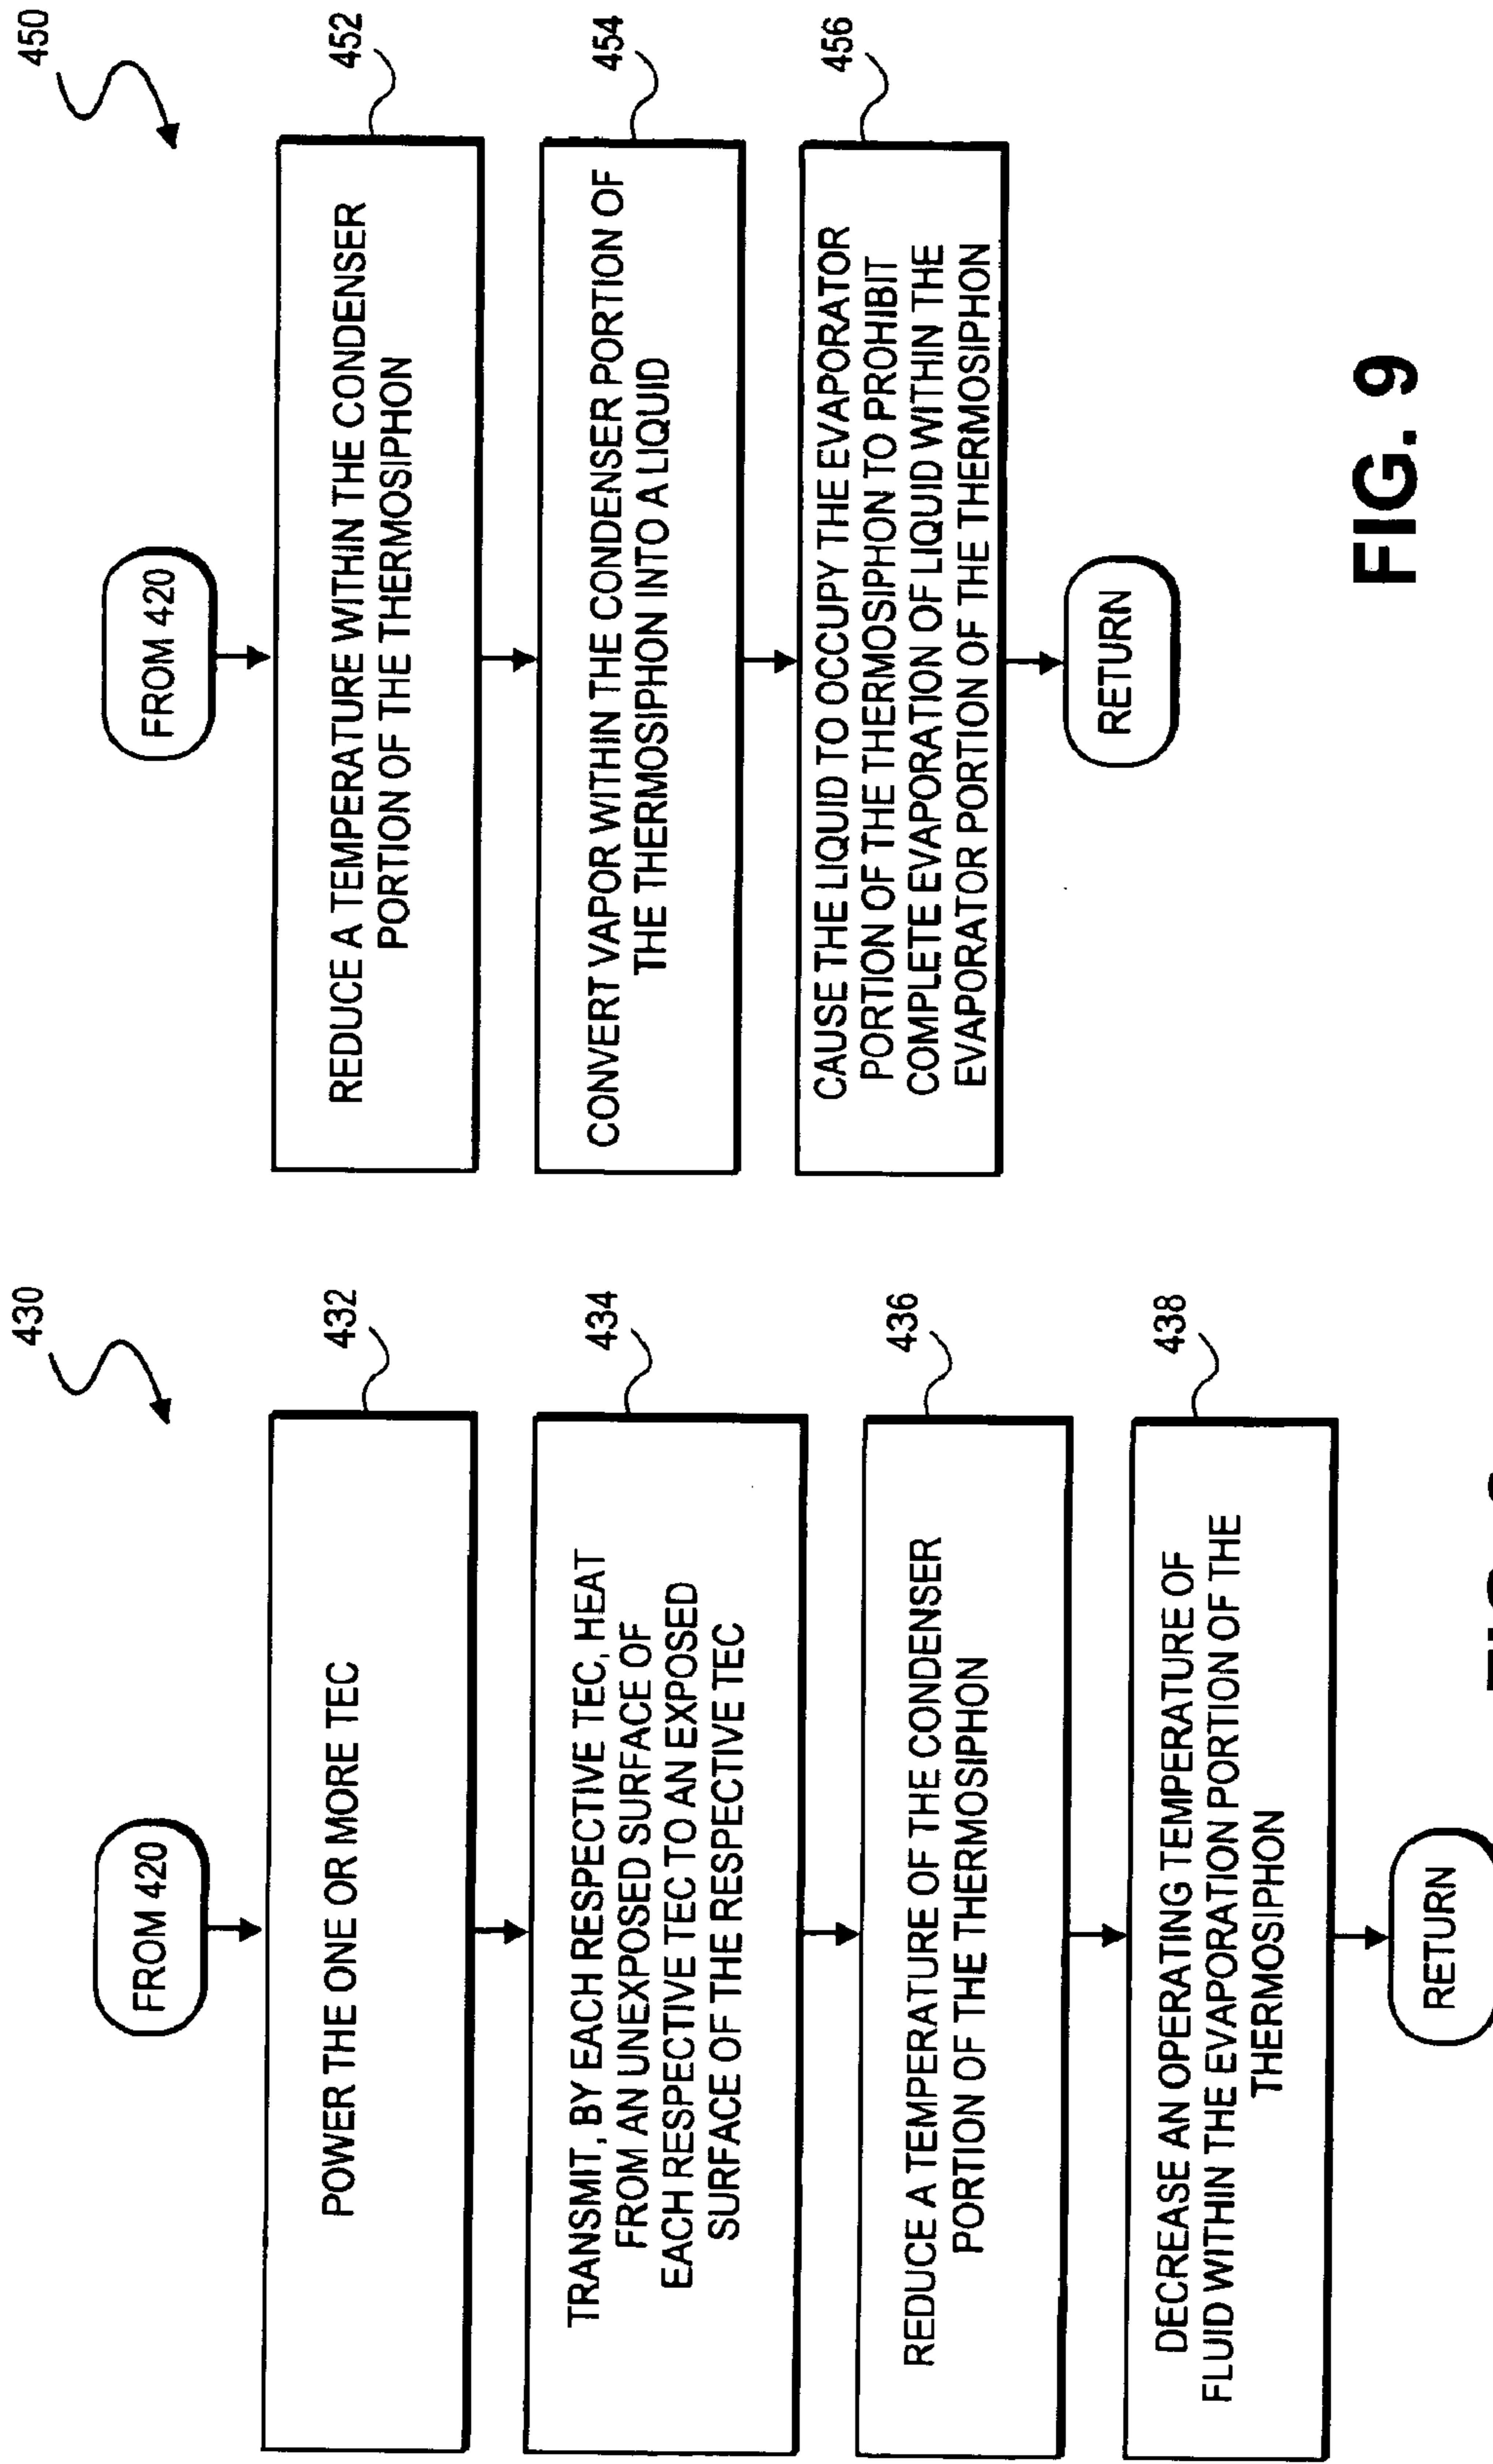 430
FROM 420
POWER THE ONE OR MORE TEC
432
TRANSMIT, BY EACH RESPECTIVE TEC, HEAT
FROM AN UNEXPOSED SURFACE OF
EACH RESPECTIVE TEC TO AN EXPOSED
SURFACE OF THE RESPECTIVE TEC
434
REDUCE A TEMPERATURE OF THE CONDENSER
PORTION OF THE THERMOSIPHON
436
DECREASE AN OPERATING TEMPERATURE OF
FLUID WITHIN THE EVAPORATION PORTION OF THE
THERMOSIPHON
438
RETURN
450
FROM 420
REDUCE A TEMPERATURE WITHIN THE CONDENSER
PORTION OF THE THERMOSIPHON
452
CONVERT VAPOR WITHIN THE CONDENSER PORTION OF
THE THERMOSIPHON INTO A LIQUID
454
CAUSE THE LIQUID TO OCCUPY THE EVAPORATOR
PORTION OF THE THERMOSIPHON TO PROHIBIT
COMPLETE EVAPORATION OF LIQUID WITHIN THE
EVAPORATOR PORTION OF THE THERMOSIPHON
456
RETURN
FIG. 9